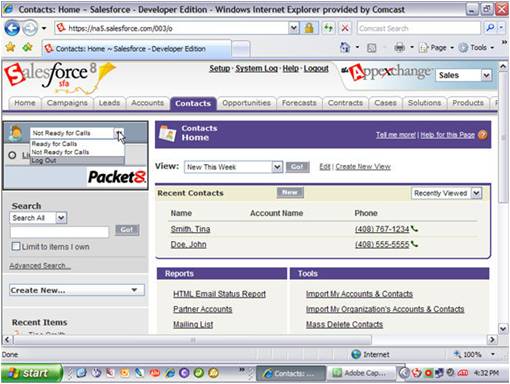 Contacts: Home ~ Salesforce - Developer Edition - Windows Internet Explorer provided by Comcast
https://na5.salesforce.com/003/o
Comcast Search
Contacts: Home ~ Salesforce - Developer Edition
Page
Tools
salesforce 8
sfa
Setup · System Log · Help · Logout
AppExchange
Sales
Home
Campaigns
Leads
Accounts
Contacts
Opportunities
Forecasts
Contracts
Cases
Solutions
Products
Not Ready for Calls
Ready for Calls
Not Ready for Calls
Log Out
Packet8
Contacts
Home
Tell me more! | Help for this Page
View:
New This Week
Go!
Edit | Create New View
Recent Contacts
New
Recently Viewed
Name Account Name Phone
Smith, Tina (408) 767-1234
Doe, John (408) 555-5555
Search
Search All
Go!
Limit to items I own
Advanced Search...
Create New...
Recent Items
Reports
HTML Email Status Report
Partner Accounts
Mailing List
Tools
Import My Accounts & Contacts
Import My Organization's Accounts & Contacts
Mass Delete Contacts
Done
Internet
100%
start
Contacts: ...
Adobe Cap...
4:32 PM